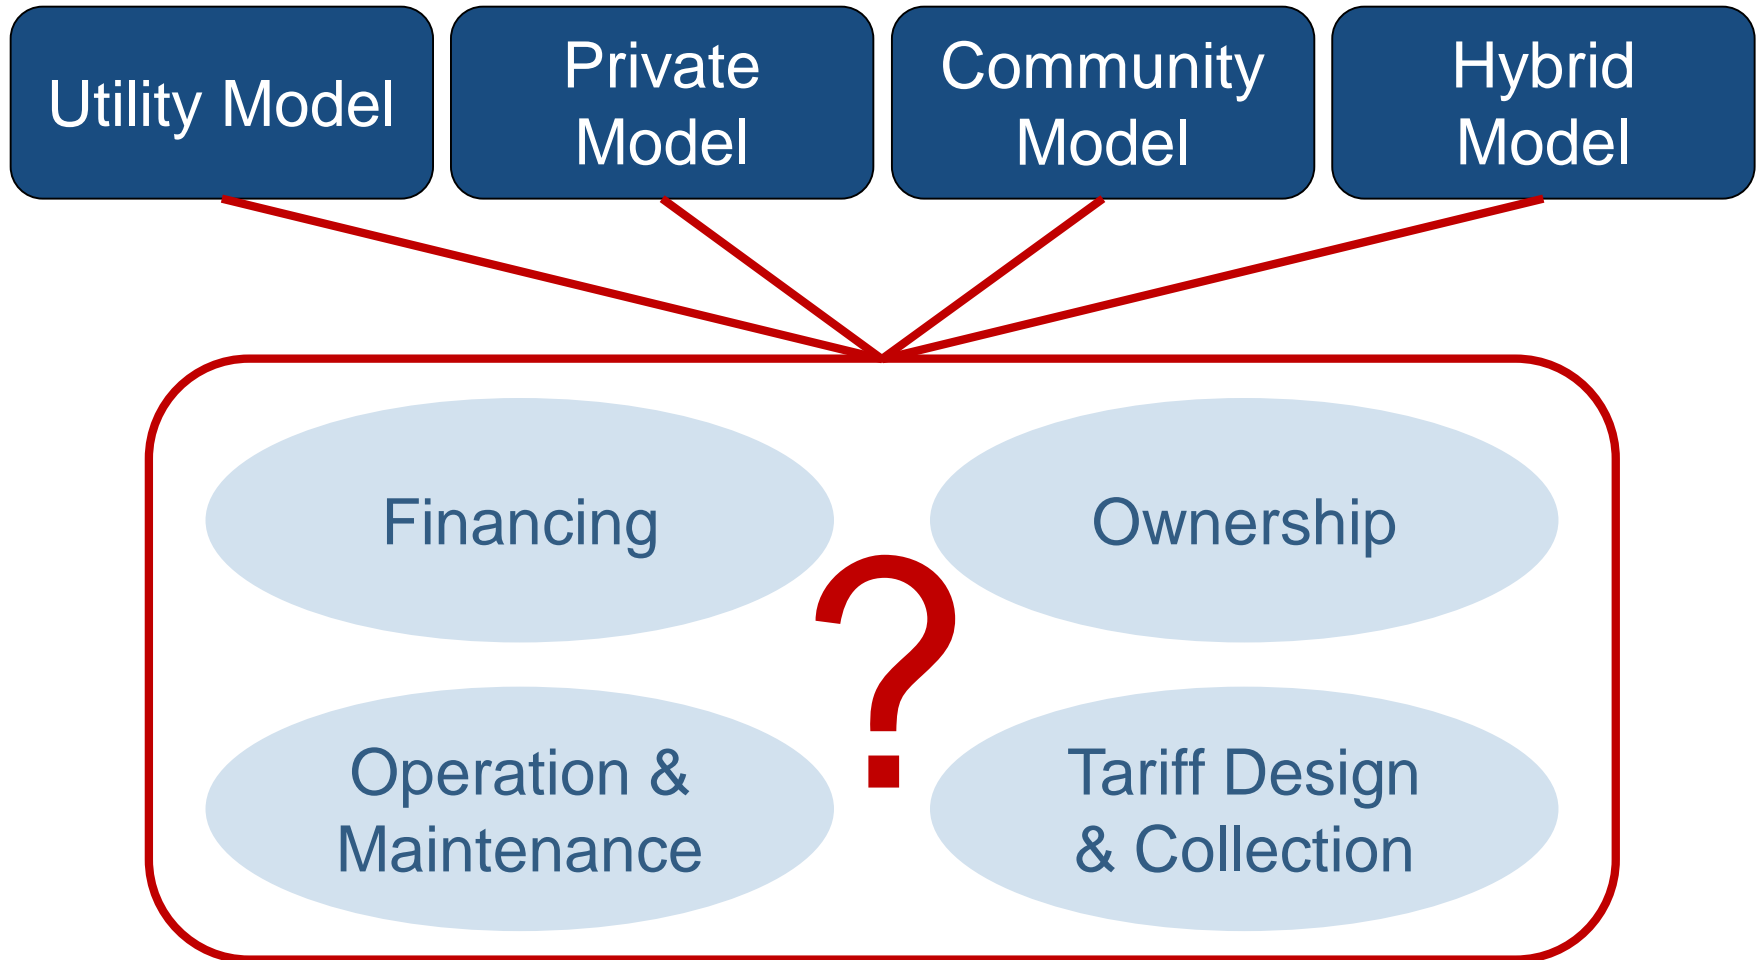 Utility Model
Private
Model
Community
Model
Hybrid
Model
Financing
Ownership
?
Operation &
Maintenance
Tariff Design
& Collection